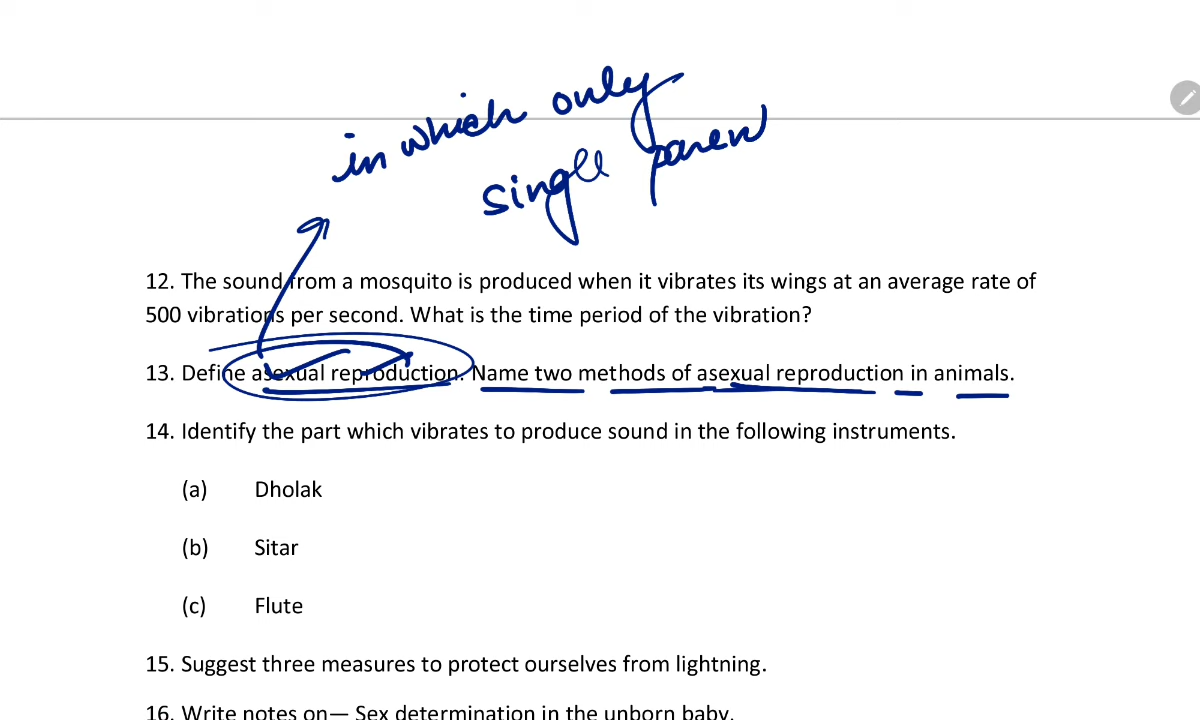 in which only
single paren
12. The sound from a mosquito is produced when it vibrates its wings at an average rate of
500 vibrations per second. What is the time period of the vibration?
13. Define asexual reproduction. Name two methods of asexual reproduction in animals.
14. Identify the part which vibrates to produce sound in the following instruments.
(a) Dholak
(b) Sitar
(c) Flute
15. Suggest three measures to protect ourselves from lightning.
16. Write notes on— Sex determination in the unborn baby.